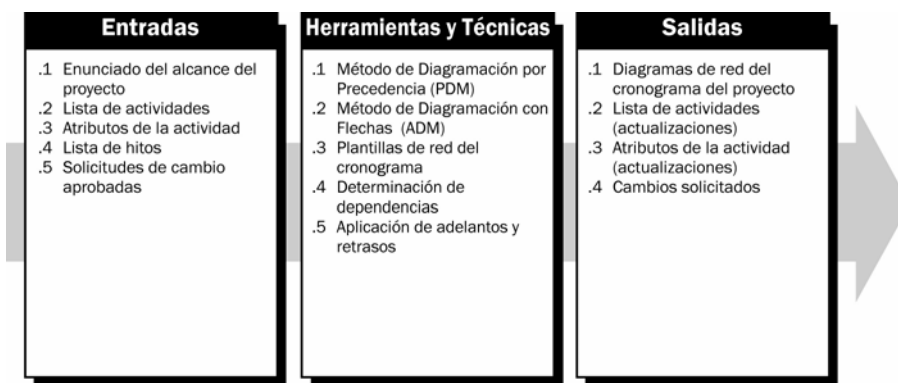 Entradas
.1 Enunciado del alcance del
proyecto
.2 Lista de actividades
.3 Atributos de la actividad
.4 Lista de hitos
.5 Solicitudes de cambio
aprobadas
Herramientas y Técnicas
.1 Método de Diagramación por
Precedencia (PDM)
.2 Método de Diagramación con
Flechas (ADM)
.3 Plantillas de red del
cronograma
.4 Determinación de
dependencias
.5 Aplicación de adelantos y
retrasos
Salidas
.1 Diagramas de red del
cronograma del proyecto
.2 Lista de actividades
(actualizaciones)
.3 Atributos de la actividad
(actualizaciones)
.4 Cambios solicitados